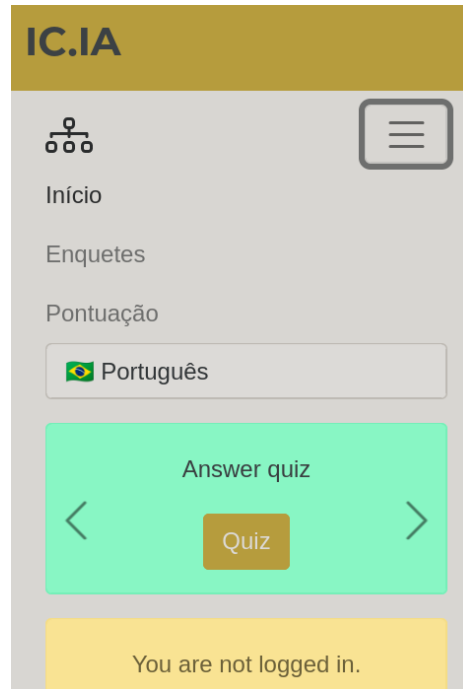 IC.IA
Início
Enquetes
Pontuação
🇧🇷 Português
Answer quiz
Quiz
You are not logged in.